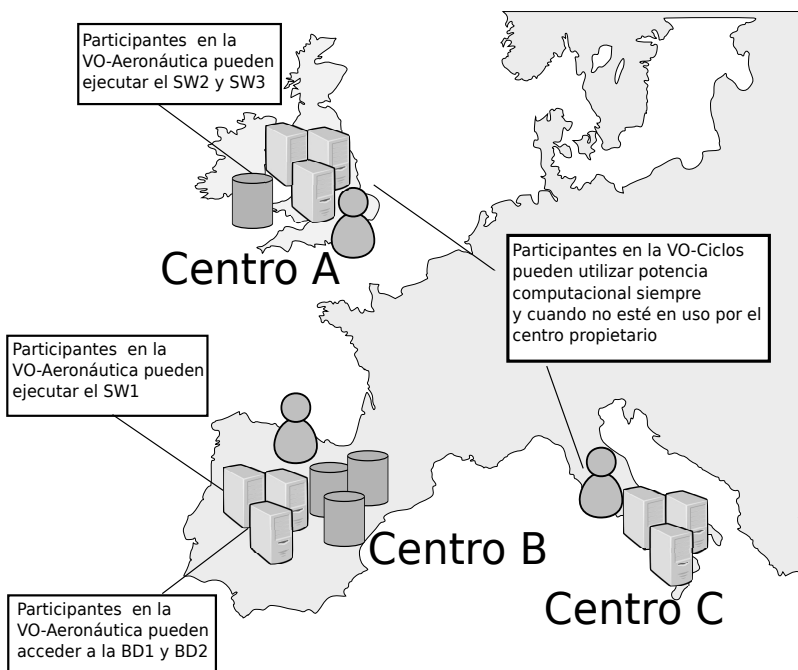 Participantes en la
VO-Aeronáutica pueden
ejecutar el SW2 y SW3
Centro A
Participantes en la VO-Ciclos
pueden utilizar potencia
computacional siempre
y cuando no esté en uso por el
centro propietario
Participantes en la
VO-Aeronáutica pueden
ejecutar el SW1
Centro B
Centro C
Participantes en la
VO-Aeronáutica pueden
acceder a la BD1 y BD2